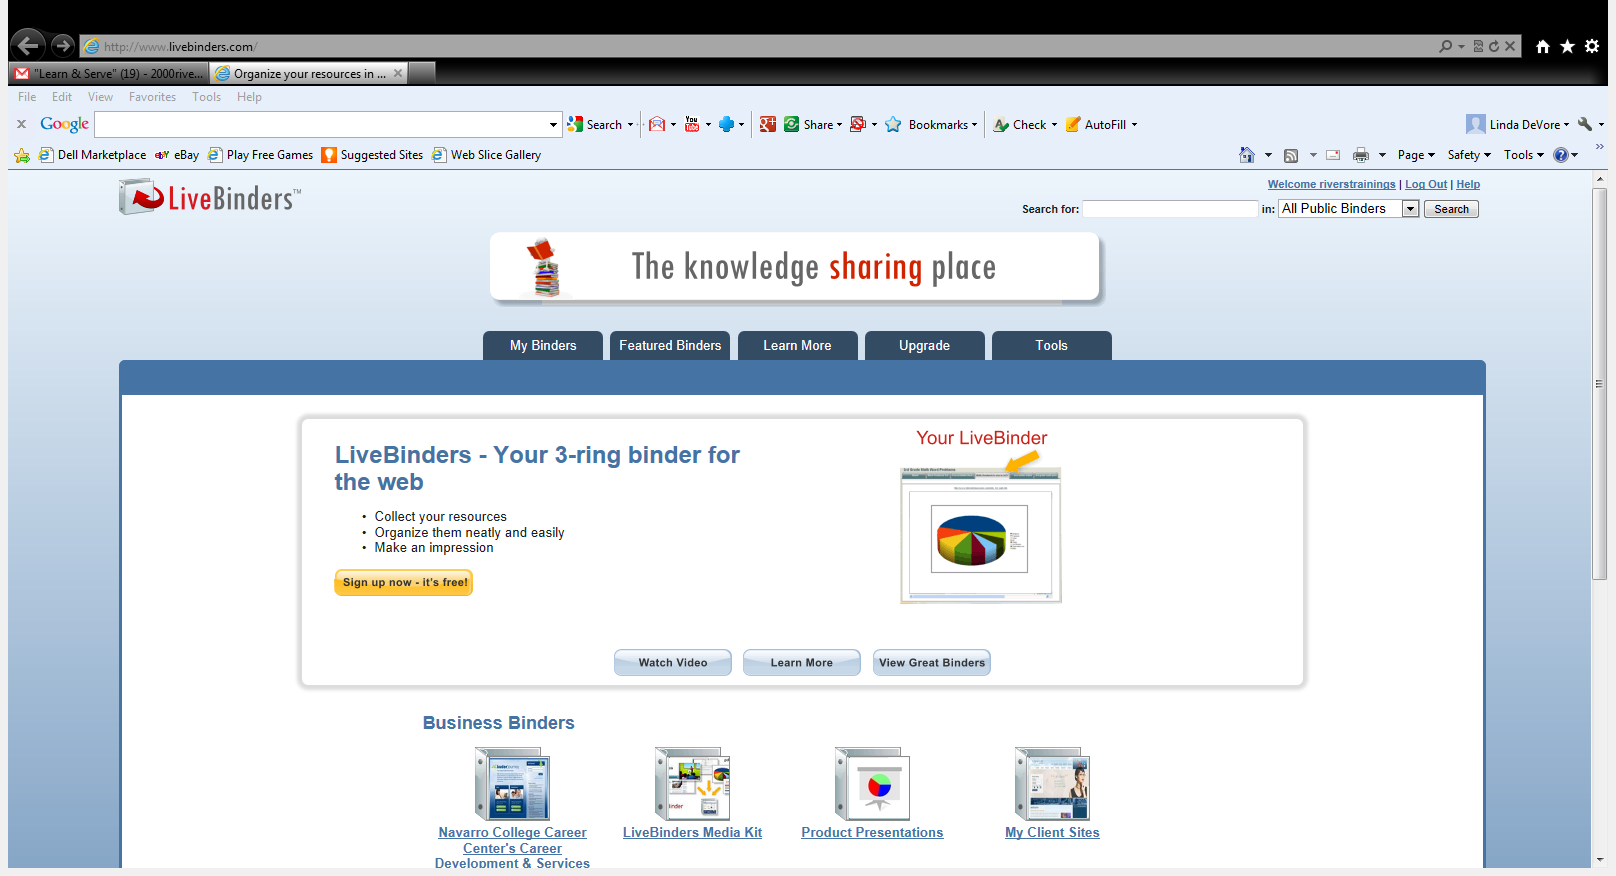 http://www.livebinders.com/
"Learn & Serve" (19) - 2000rive...
Organize your resources in ...
File Edit View Favorites Tools Help
x Google Search Share Bookmarks Check AutoFill Linda DeVore
Dell Marketplace eBay Play Free Games Suggested Sites Web Slice Gallery Page Safety Tools
LiveBinders™
Welcome riverstrainings | Log Out | Help
Search for: in: All Public Binders Search
The knowledge sharing place
My Binders Featured Binders Learn More Upgrade Tools
LiveBinders - Your 3-ring binder for
the web
• Collect your resources
• Organize them neatly and easily
• Make an impression
Sign up now - it's free!
Your LiveBinder
3rd Grade Math Word Problems
Watch Video Learn More View Great Binders
Business Binders
Navarro College Career
Center's Career
Development & Services
LiveBinders Media Kit
Product Presentations
My Client Sites